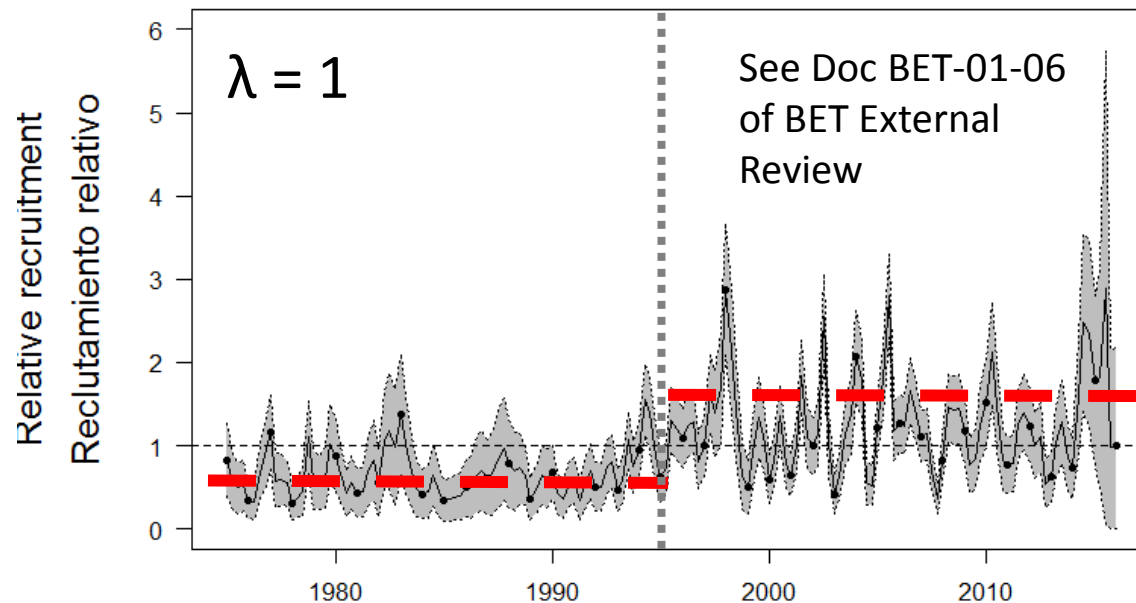 Relative recruitment
Reclutamiento relativo
6
5
4
3
2
1
0
λ = 1
See Doc BET-01-06
of BET External
Review
1980
1990
2000
2010